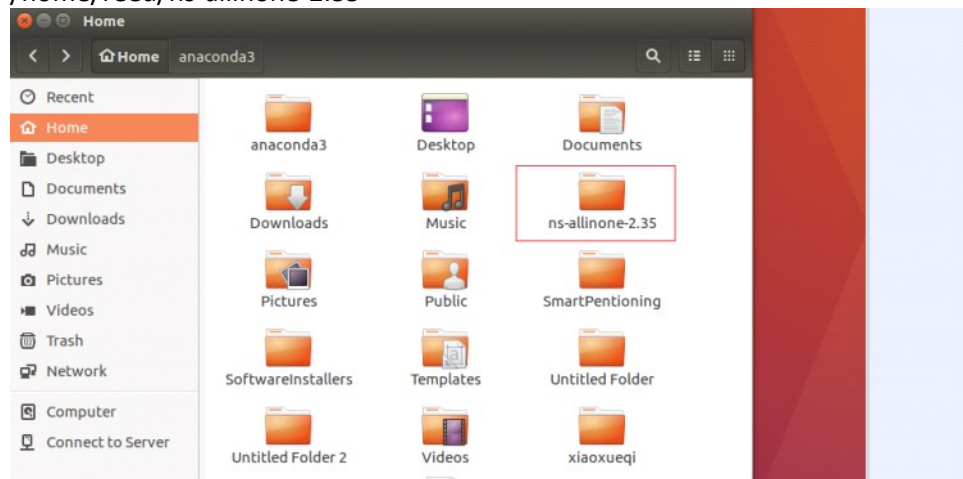 Home
Home anaconda3
Recent
Home
Desktop
Documents
Downloads
Music
Pictures
Videos
Trash
Network
Computer
Connect to Server
anaconda3 Desktop Documents
Downloads Music ns-allinone-2.35
Pictures Public SmartPentioning
SoftwareInstallers Templates Untitled Folder
Untitled Folder 2 Videos xiaoxueqi